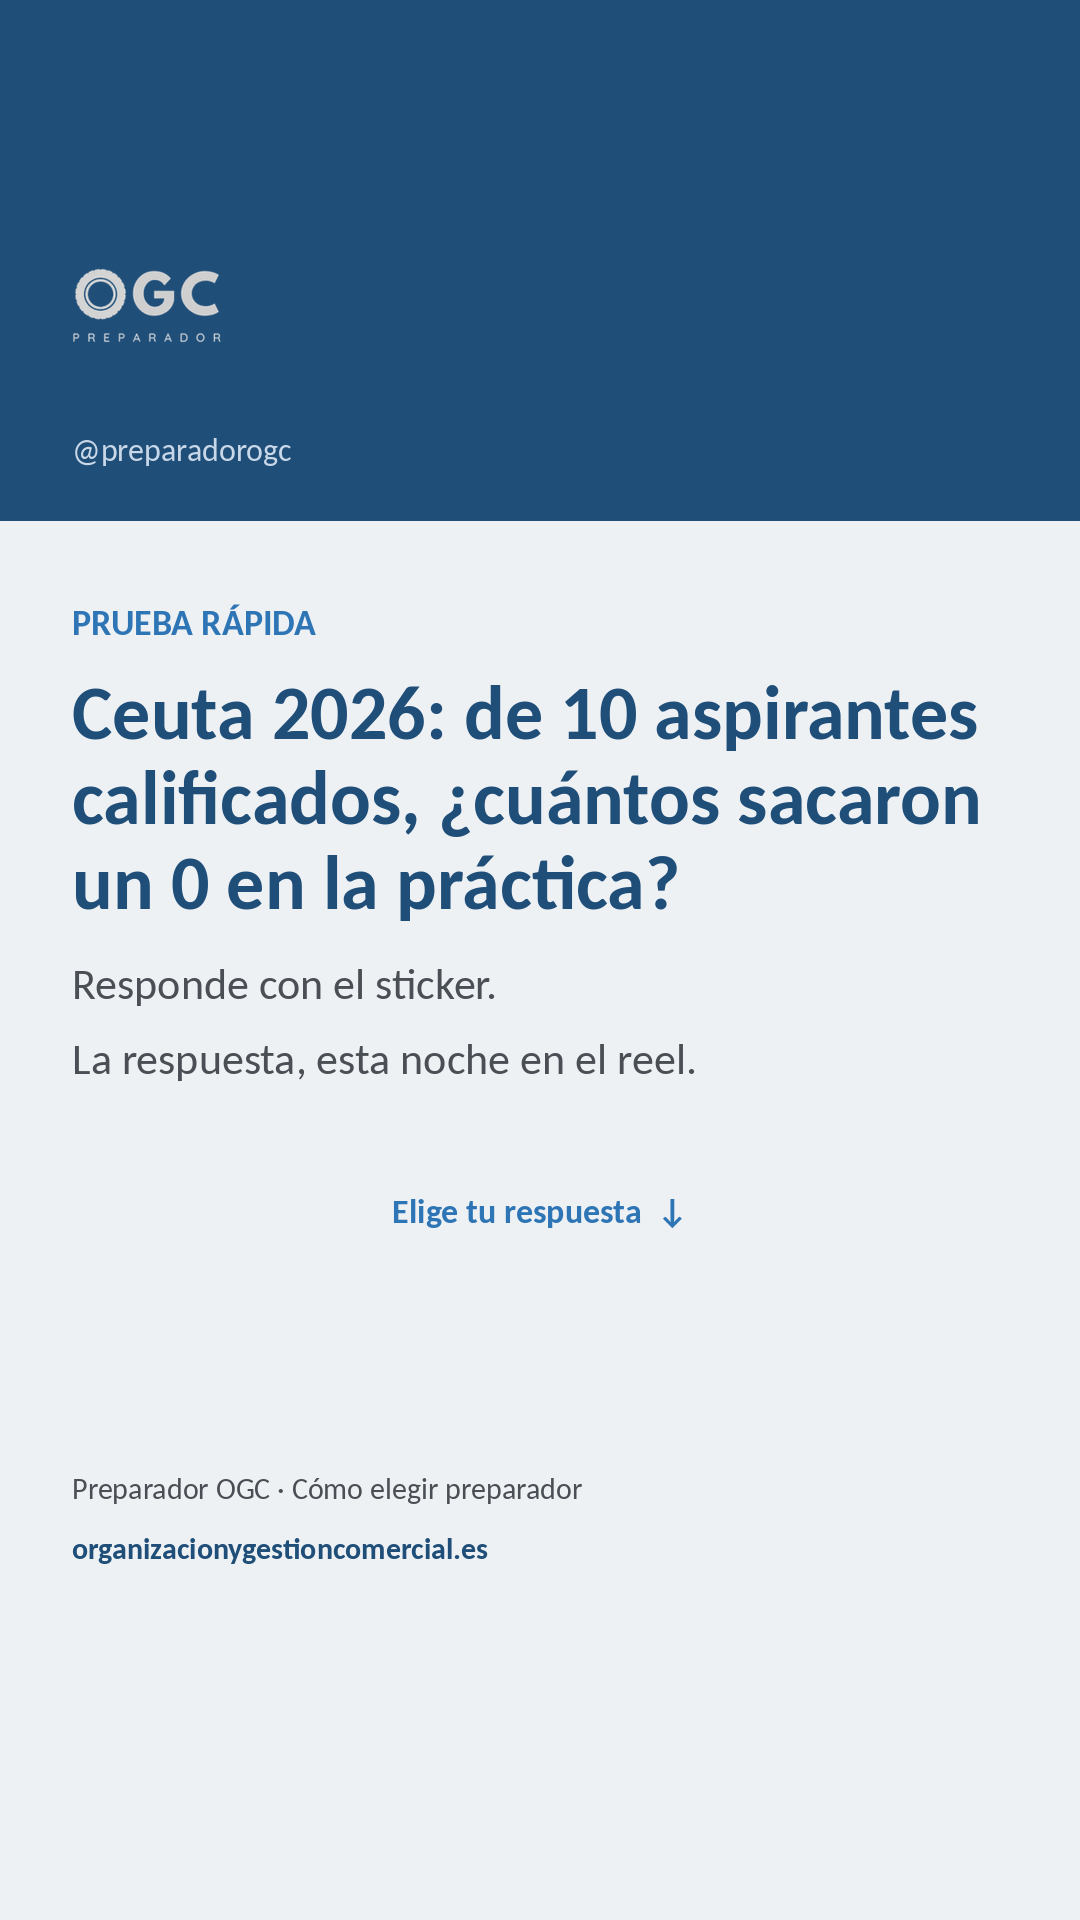 OGC
PREPARADOR
@preparadorogc
PRUEBA RÁPIDA
Ceuta 2026: de 10 aspirantes
calificados, ¿cuántos sacaron
un 0 en la práctica?
Responde con el sticker.
La respuesta, esta noche en el reel.
Elige tu respuesta ↓
Preparador OGC · Cómo elegir preparador
organizacionygestioncomercial.es